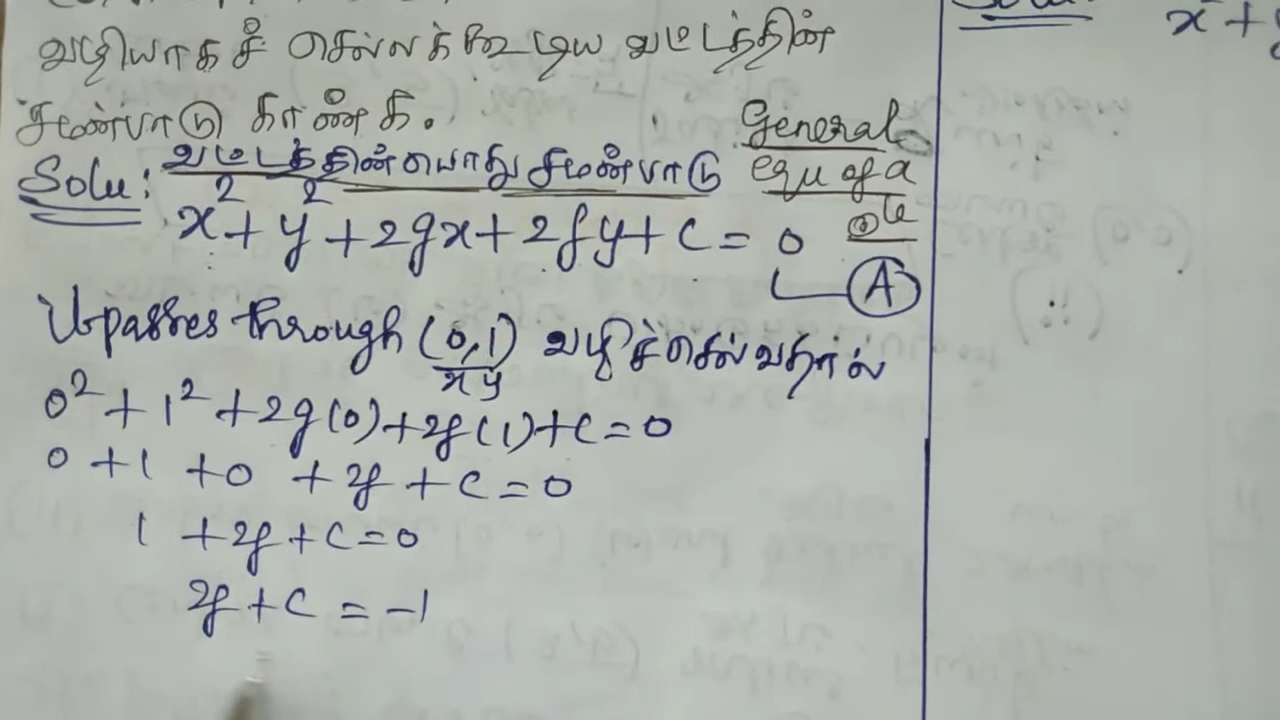 வழியாகச் செல்லக்கூடிய வட்டத்தின்
சமன்பாடு காண்க.
Solu: வட்டத்தின் பொது சமன்பாடு General equ of a ⊙le
x² + y² + 2gx + 2fy + c = 0 (A)
It passes through (0,1) வழிச்செல்வதால்
x y
0² + 1² + 2g(0) + 2f(1) + c = 0
0 + 1 + 0 + 2f + c = 0
1 + 2f + c = 0
2f + c = -1
x² +